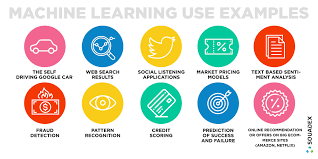 MACHINE LEARNING USE EXAMPLES
THE SELF
DRIVING GOOGLE CAR
WEB SEARCH
RESULTS
SOCIAL LISTENING
APPLICATIONS
MARKET PRICING
MODELS
TEXT BASED SENTI-
MENT ANALYSIS
FRAUD
DETECTION
PATTERN
RECOGNITION
CREDIT
SCORING
PREDICTION
OF SUCCESS
AND FAILURE
ONLINE RECOMMENDATION
OR OFFERS ON BIG ECOM-
MERCE SITES
(AMAZON, NETFLIX)
SQUADEX